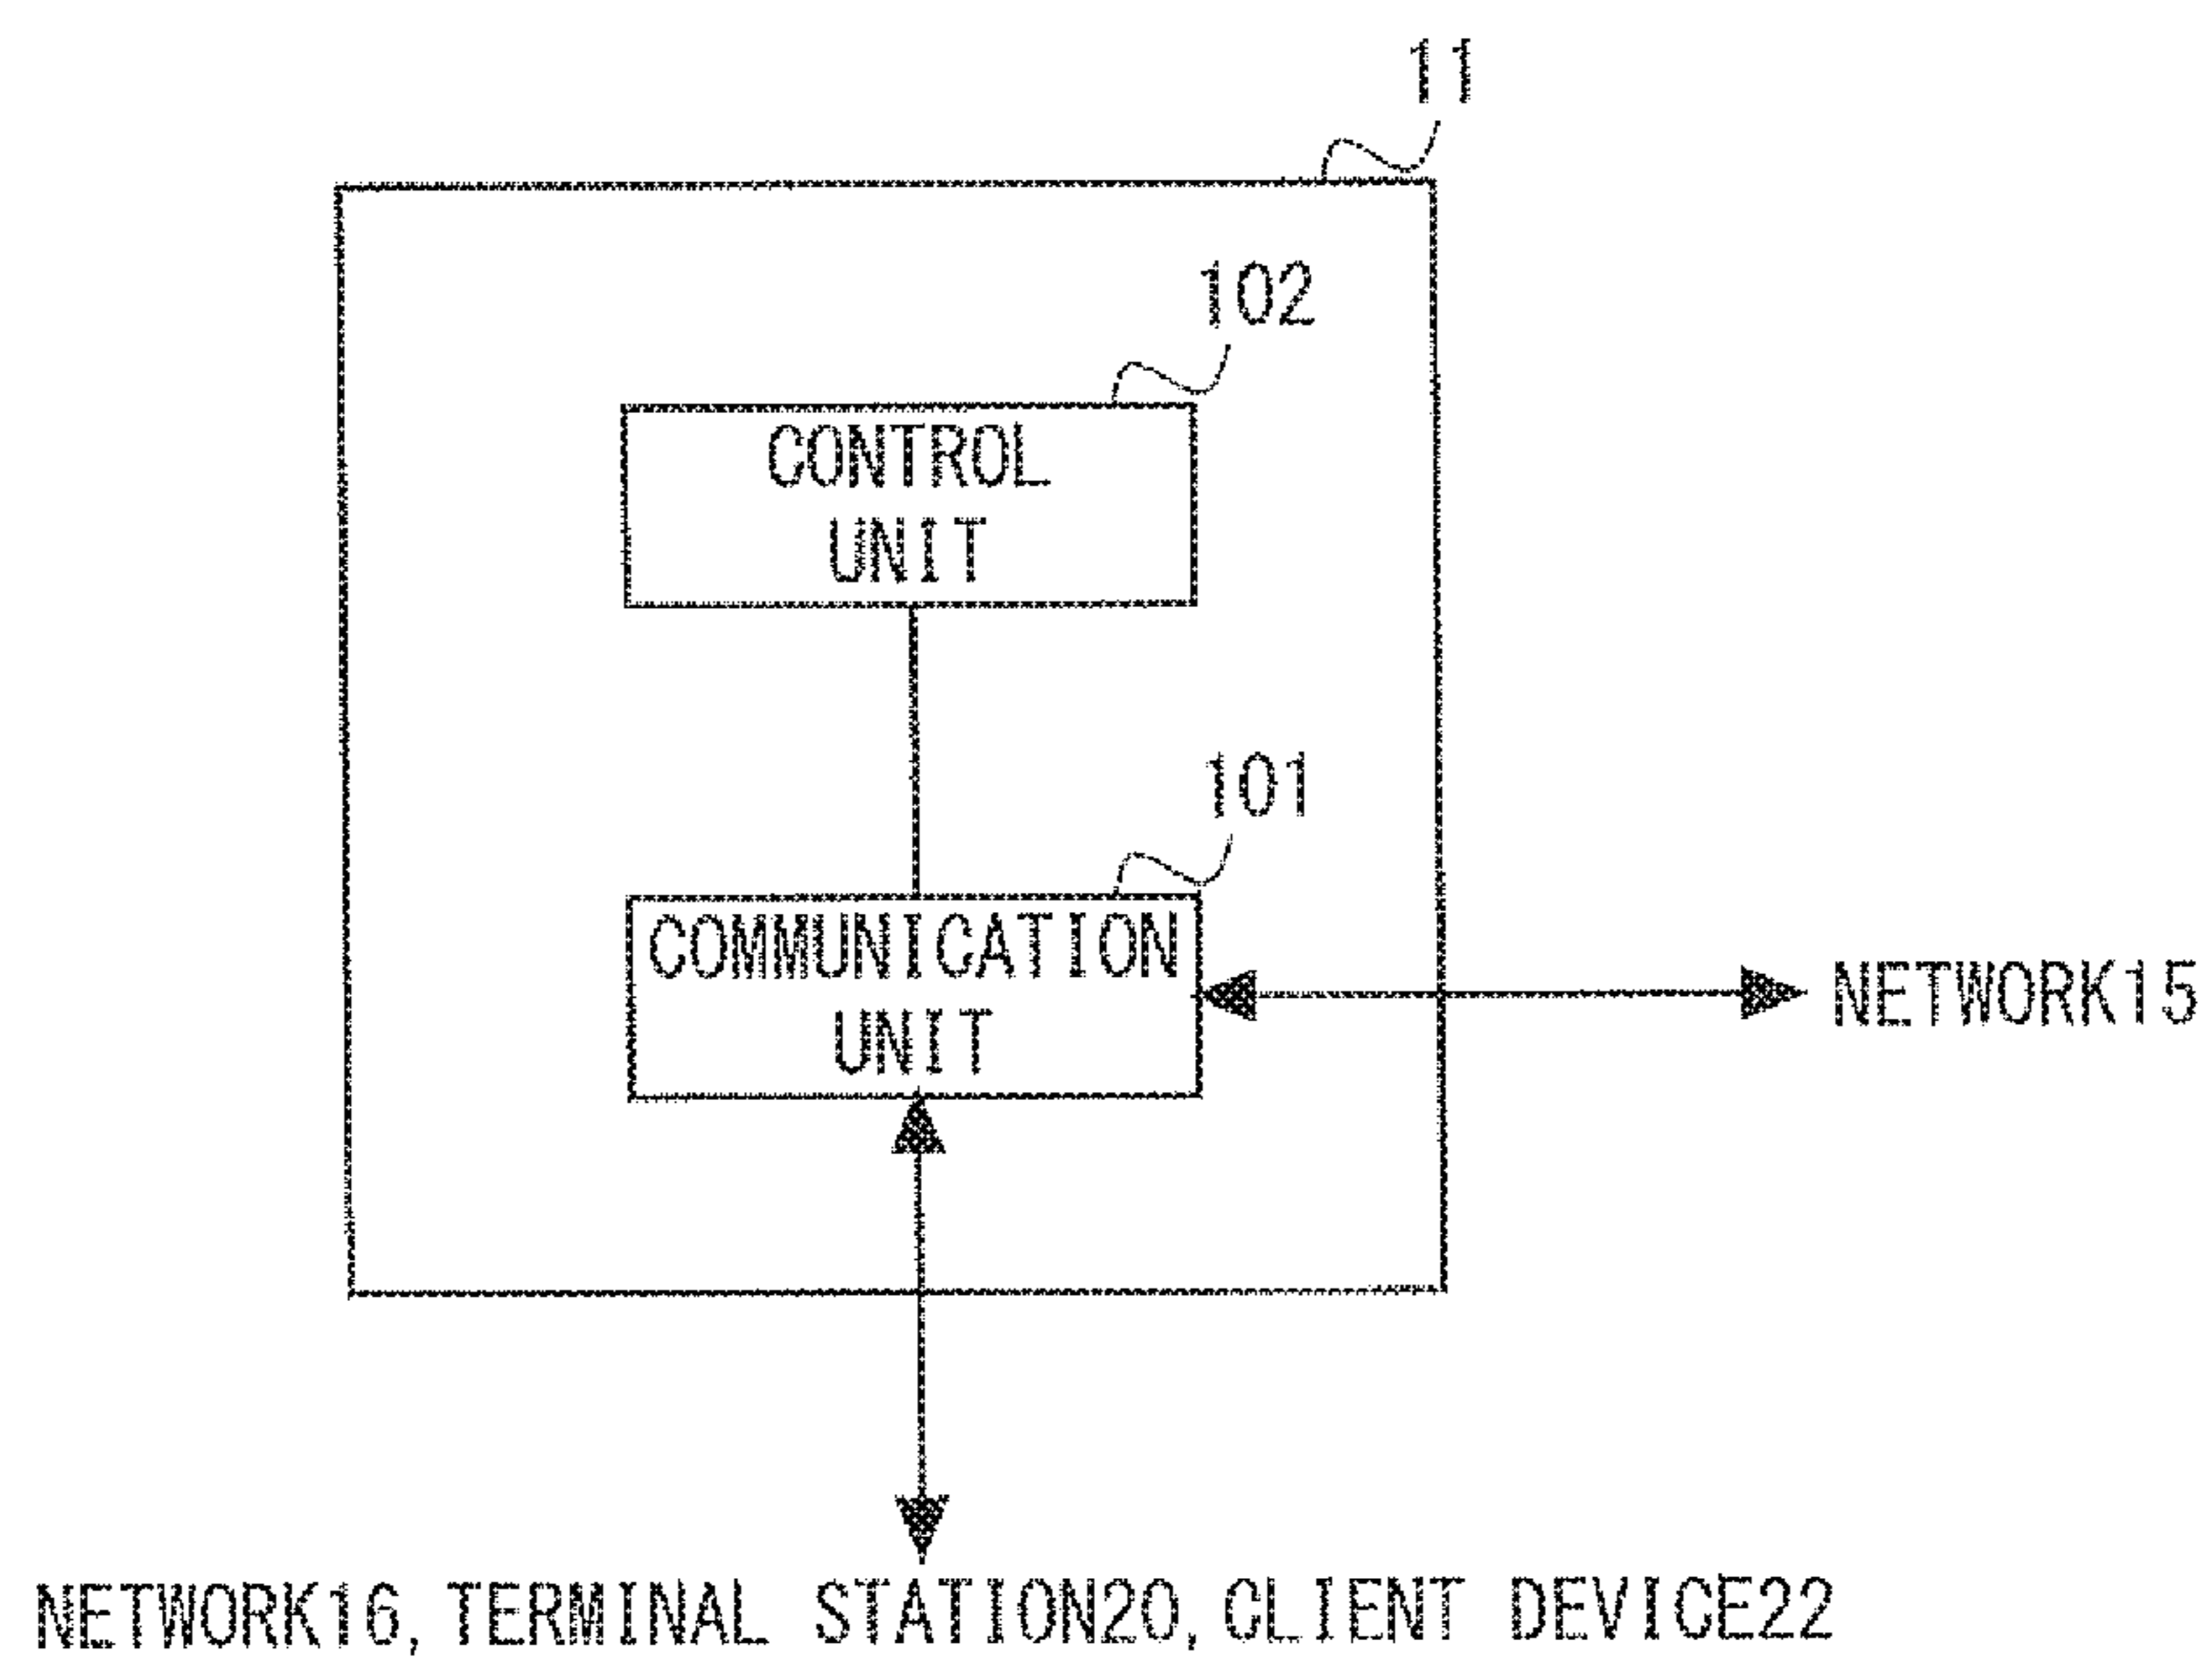 11
102
CONTROL
UNIT
101
COMMUNICATION
UNIT
NETWORK15
NETWORK16, TERMINAL STATION20, CLIENT DEVICE22